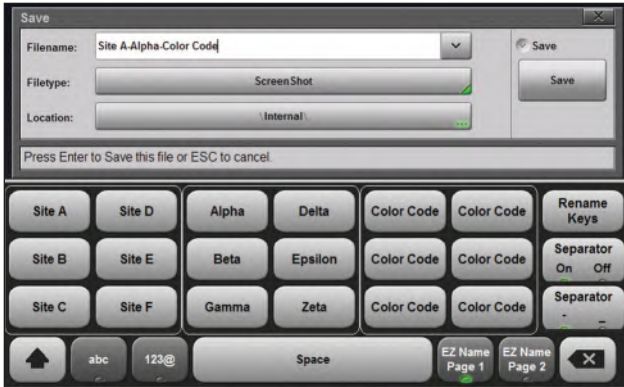 Save
Filename: Site A-Alpha-Color Code
Save
Filetype: ScreenShot
Save
Location: \Internal\
...
Press Enter to Save this file or ESC to cancel.
Site A Site D Alpha Delta Color Code Color Code Rename Keys
Site B Site E Beta Epsilon Color Code Color Code Separator On Off
Site C Site F Gamma Zeta Color Code Color Code Separator - _
abc 123@ Space EZ Name Page 1 EZ Name Page 2